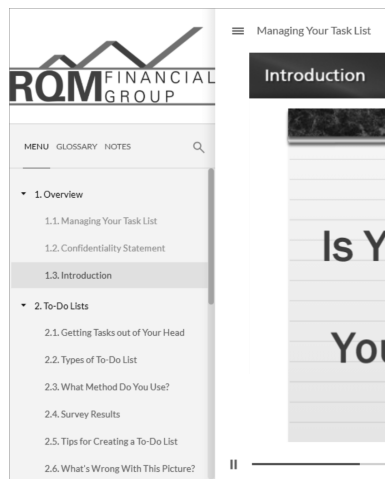 RQM FINANCIAL
GROUP
MENU GLOSSARY NOTES
1. Overview
1.1. Managing Your Task List
1.2. Confidentiality Statement
1.3. Introduction
2. To-Do Lists
2.1. Getting Tasks out of Your Head
2.2. Types of To-Do List
2.3. What Method Do You Use?
2.4. Survey Results
2.5. Tips for Creating a To-Do List
2.6. What's Wrong With This Picture?
Managing Your Task List
Introduction
Is Y
You